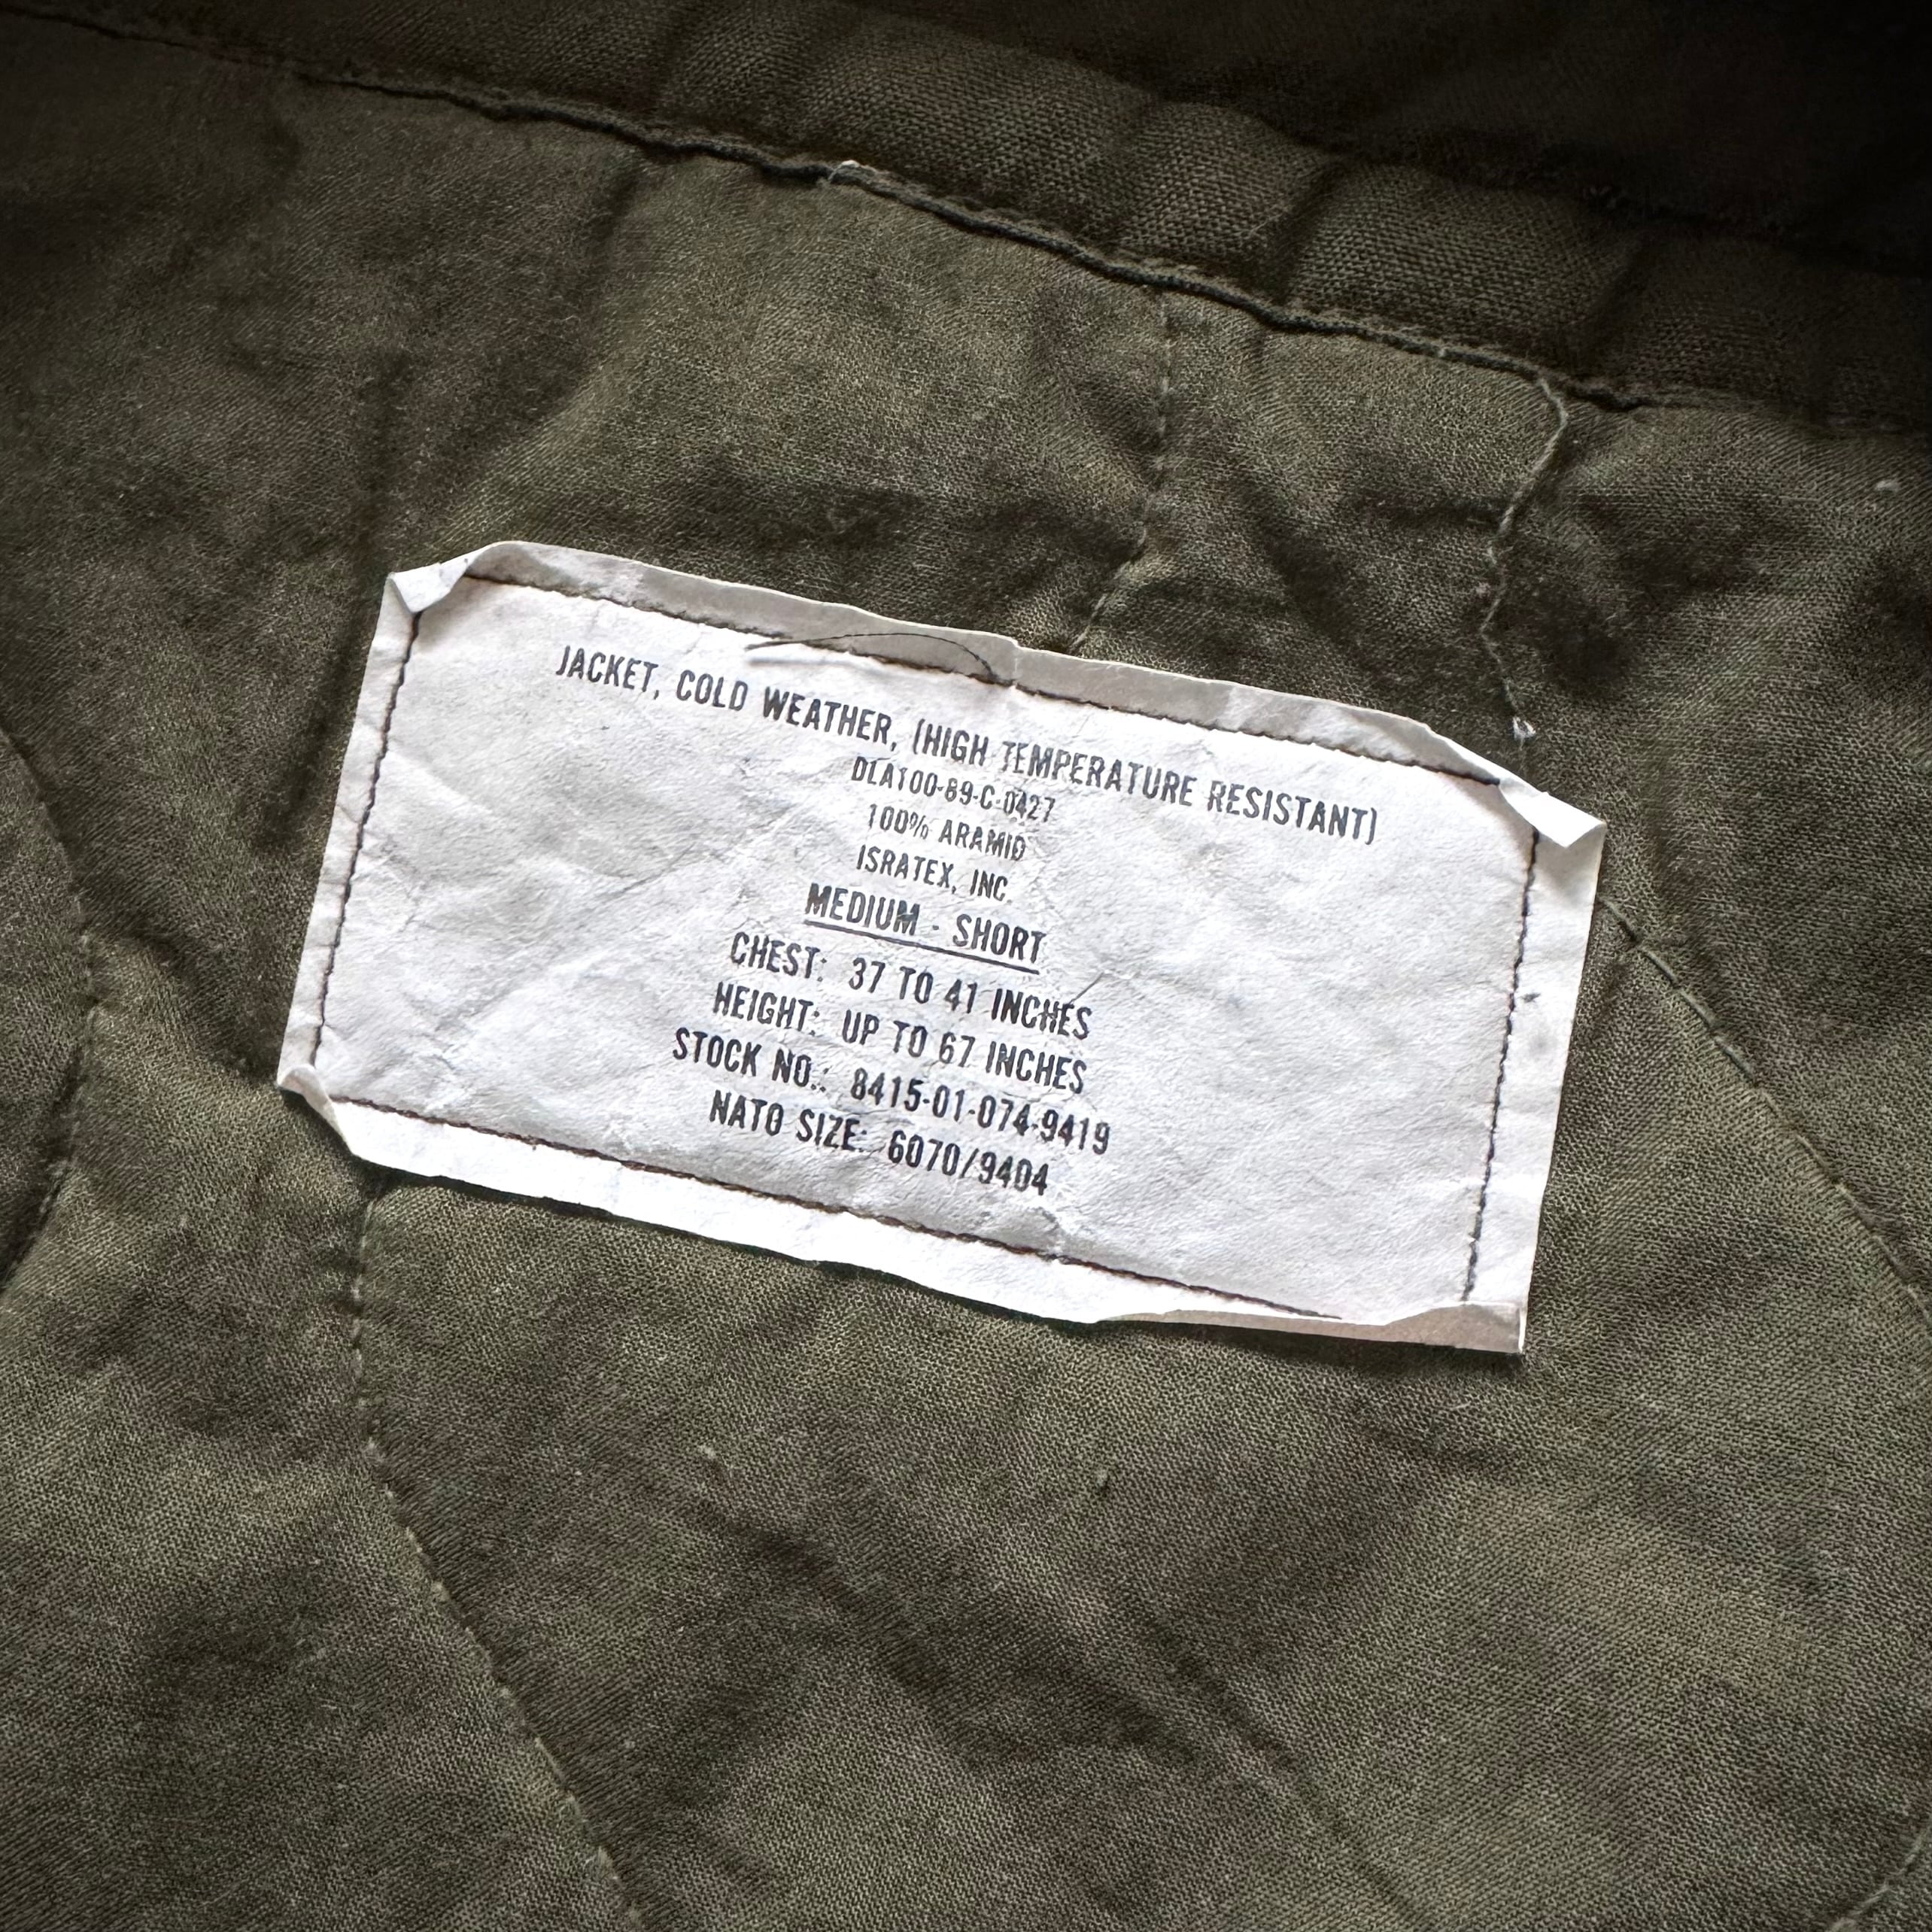 JACKET, COLD WEATHER, (HIGH TEMPERATURE RESISTANT)
DLA100-89-C-0427
100% ARAMID
ISRATEX, INC.
MEDIUM - SHORT
CHEST: 37 TO 41 INCHES
HEIGHT: UP TO 67 INCHES
STOCK NO.: 8415-01-074-9419
NATO SIZE: 6070/9404